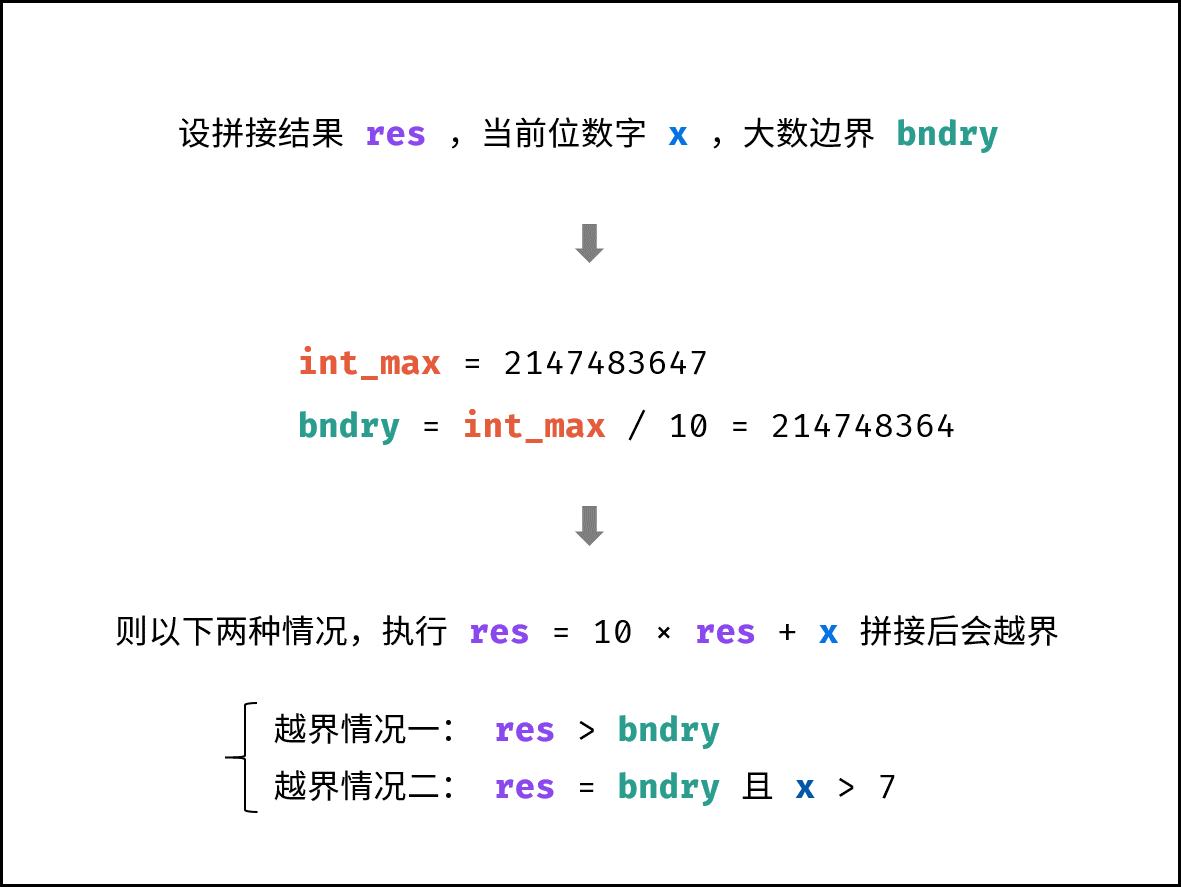 设拼接结果 res ，当前位数字 x ，大数边界 bndry
int_max = 2147483647
bndry = int_max / 10 = 214748364
则以下两种情况，执行 res = 10 × res + x 拼接后会越界
越界情况一： res > bndry
越界情况二： res = bndry 且 x > 7